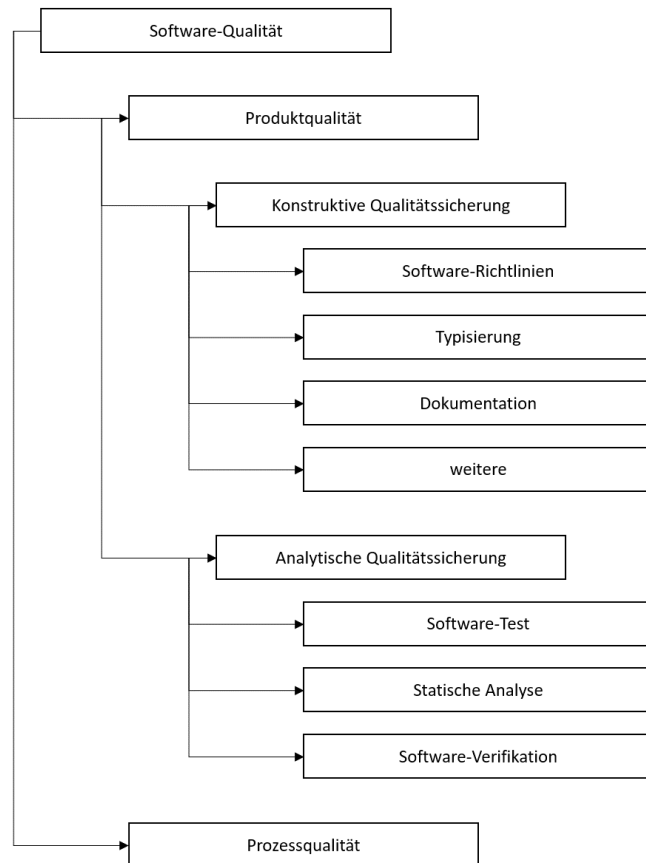 Software-Qualität
Produktqualität
Konstruktive Qualitätssicherung
Software-Richtlinien
Typisierung
Dokumentation
weitere
Analytische Qualitätssicherung
Software-Test
Statische Analyse
Software-Verifikation
Prozessqualität